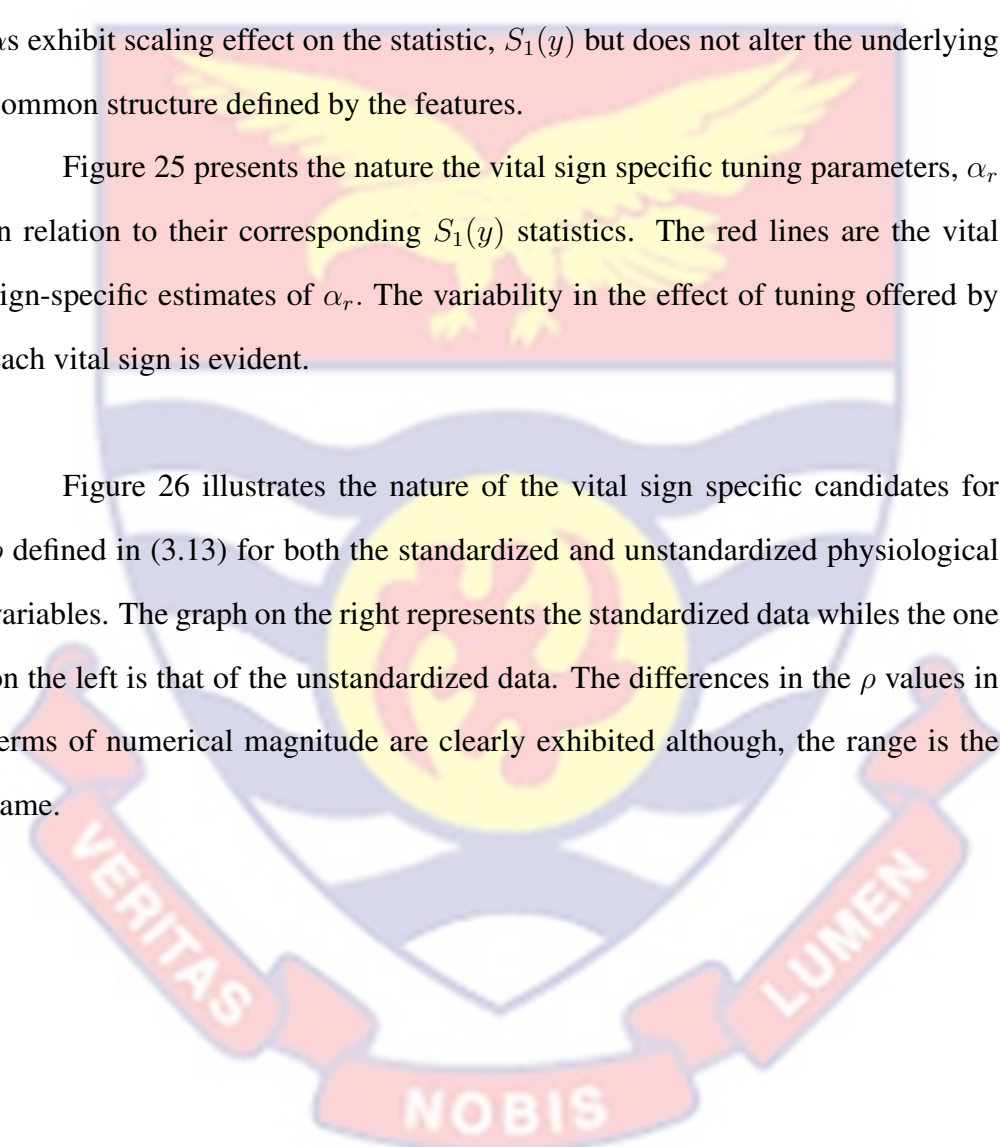 αs exhibit scaling effect on the statistic, S₁(y) but does not alter the underlying
common structure defined by the features.
Figure 25 presents the nature the vital sign specific tuning parameters, αᵣ
in relation to their corresponding S₁(y) statistics. The red lines are the vital
sign-specific estimates of αᵣ. The variability in the effect of tuning offered by
each vital sign is evident.
Figure 26 illustrates the nature of the vital sign specific candidates for
ρ defined in (3.13) for both the standardized and unstandardized physiological
variables. The graph on the right represents the standardized data whiles the one
on the left is that of the unstandardized data. The differences in the ρ values in
terms of numerical magnitude are clearly exhibited although, the range is the
same.
VERITAS
NOBIS
LUMEN